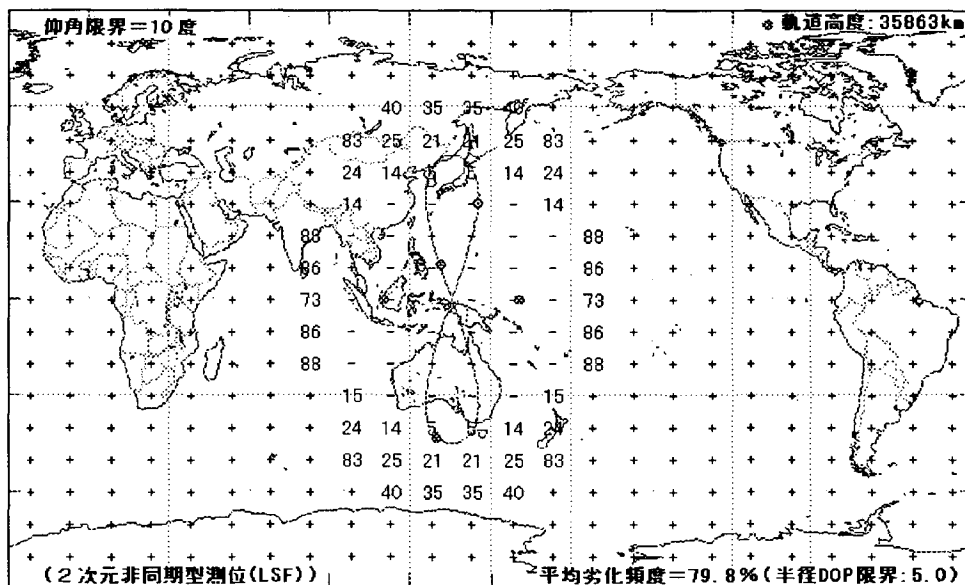 仰角限界=10度
軌道高度:35863km
40 35 35 40
83 25 21 21 25 83
24 14 5 5 14 24
14 - - 14
88 - - - 88
86 - - - 86
73 - - 73
86 - - - 86
88 - - - 88
15 - - 15
24 14 5 5 14 24
83 25 21 21 25 83
40 35 35 40
(2次元非同期型測位(LSF))
平均劣化頻度=79.8%(半径DOP限界:5.0)